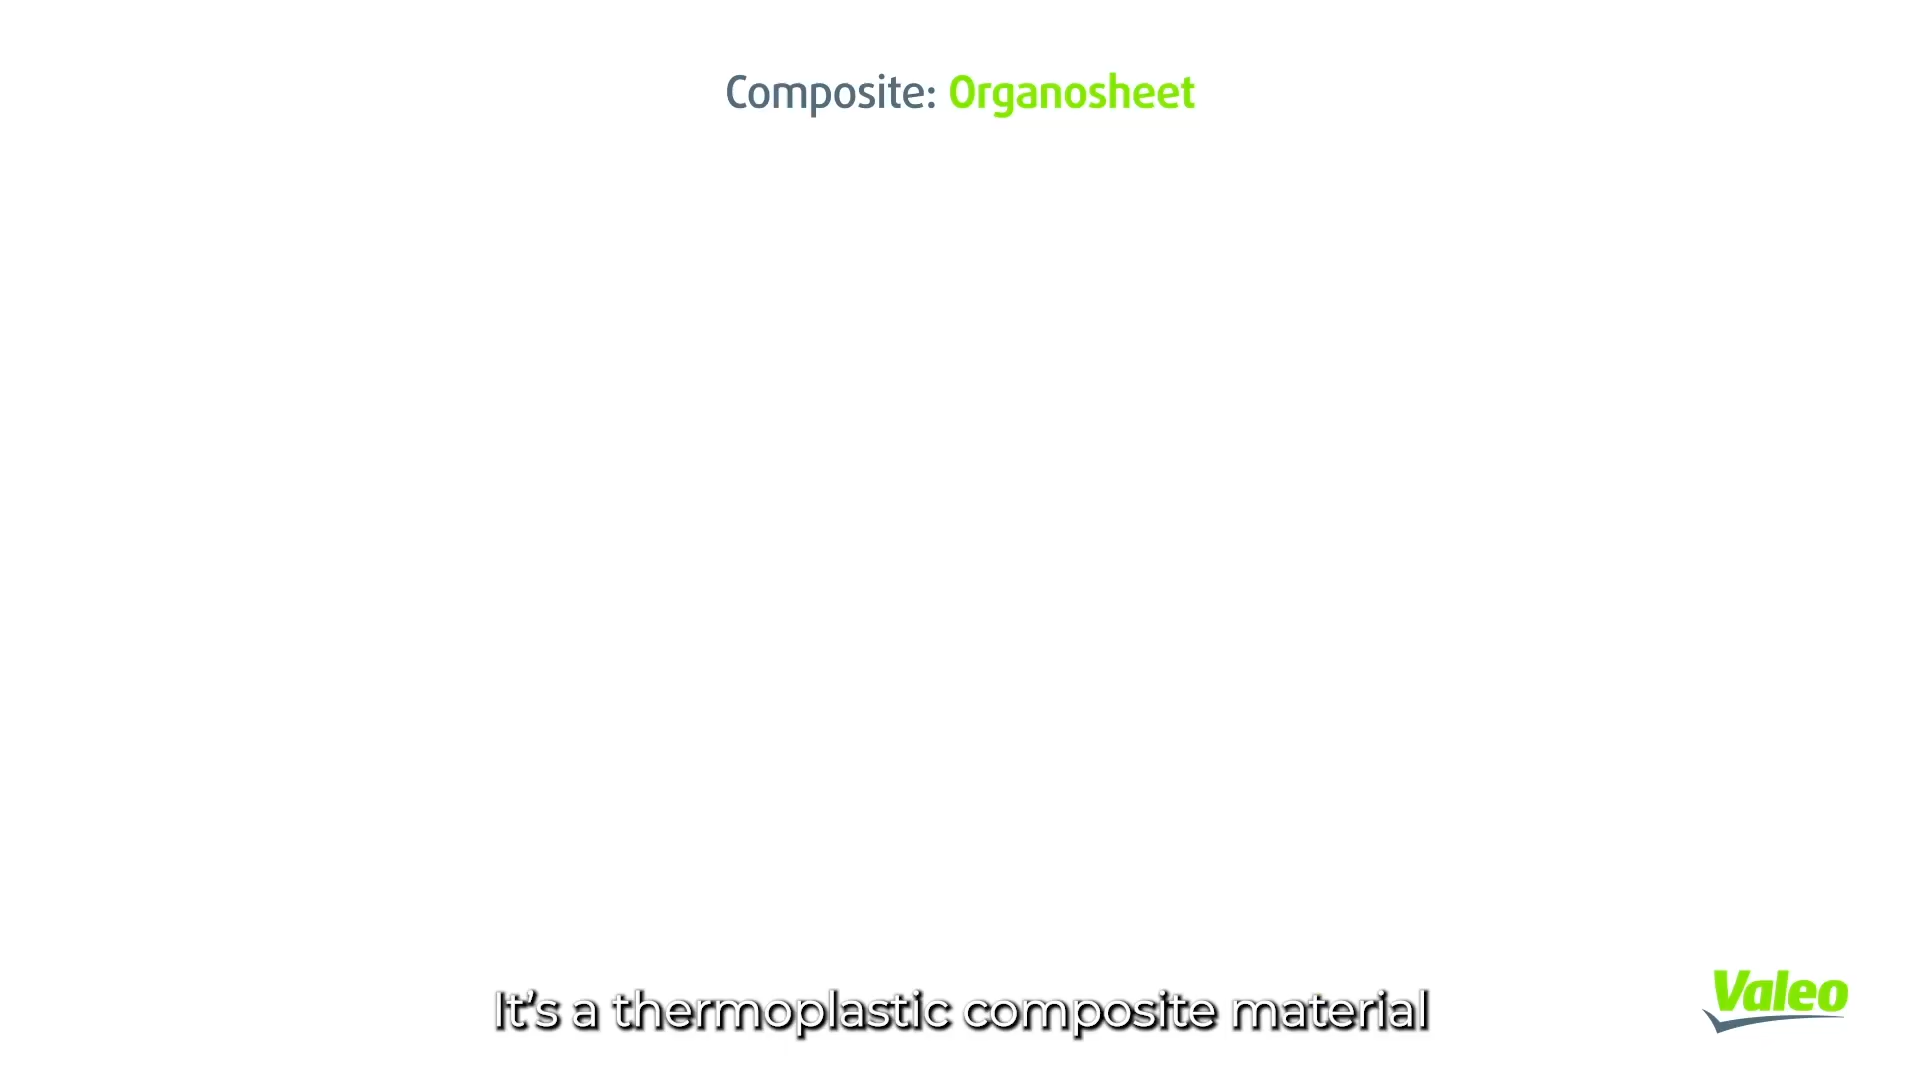 Composite: Organosheet
It’s a thermoplastic composite material
Valeo